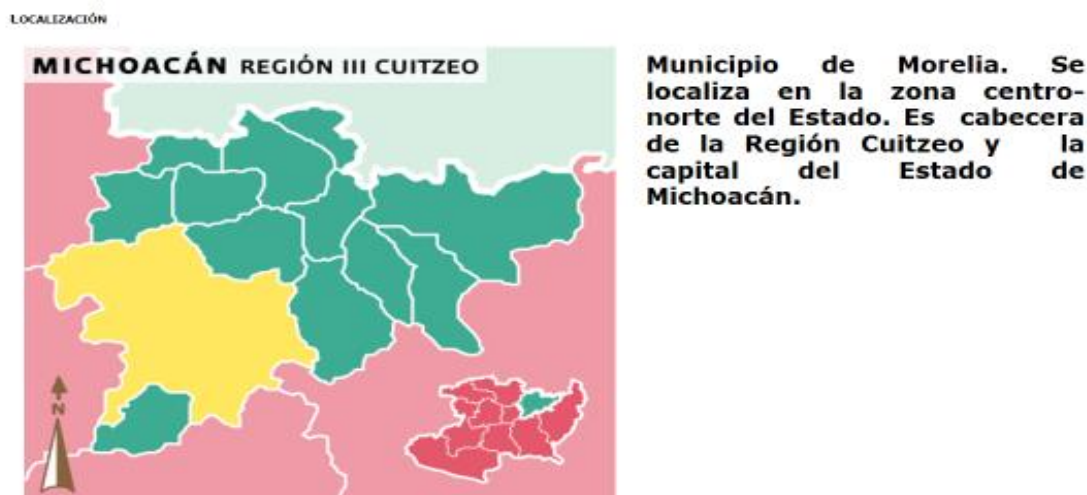 LOCALIZACIÓN
MICHOACÁN REGIÓN III CUITZEO
Municipio de Morelia. Se
localiza en la zona centro-
norte del Estado. Es cabecera
de la Región Cuitzeo y la
capital del Estado de
Michoacán.
N